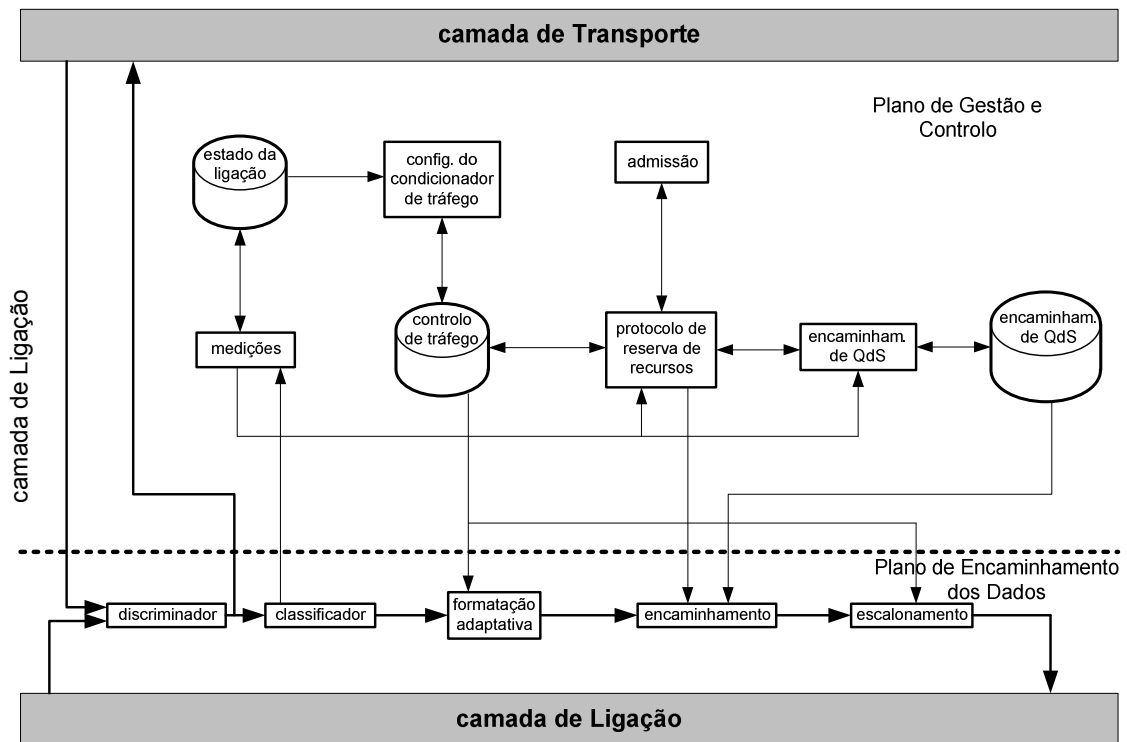 camada de Transporte
Plano de Gestão e
Controlo
estado da
ligação
config. do
condicionador
de tráfego
admissão
camada de Ligação
medições
controlo
de tráfego
protocolo de
reserva de
recursos
encaminham.
de QdS
encaminham.
de QdS
Plano de Encaminhamento
dos Dados
discriminador
classificador
formatação
adaptativa
encaminhamento
escalonamento
camada de Ligação